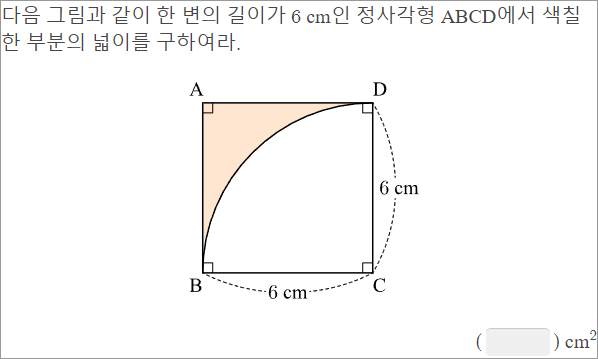 다음 그림과 같이 한 변의 길이가 6 cm인 정사각형 ABCD에서 색칠
한 부분의 넓이를 구하여라.
A D
6 cm
B 6 cm C
( ) cm²